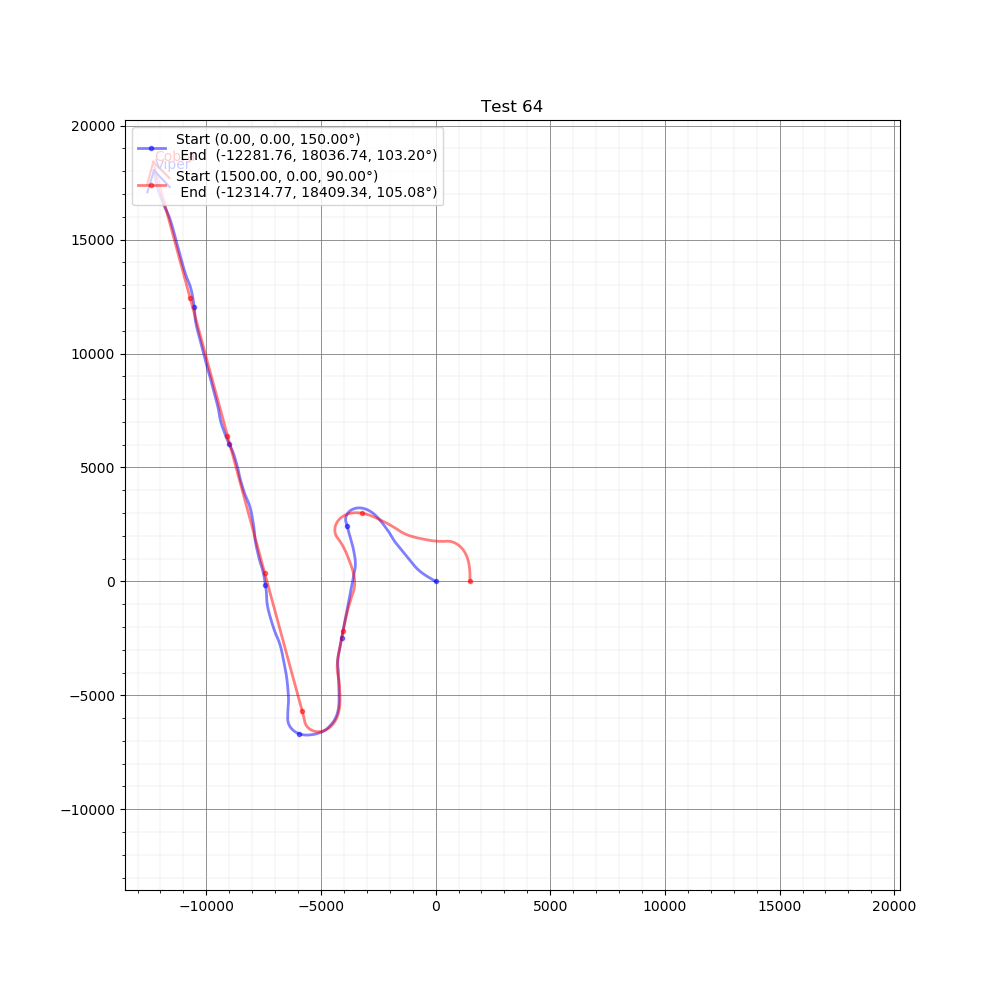 Test 64
20000
15000
10000
5000
0
−5000
−10000
Start (0.00, 0.00, 150.00°)
End (-12281.76, 18036.74, 103.20°)
Start (1500.00, 0.00, 90.00°)
End (-12314.77, 18409.34, 105.08°)
Viper
−10000 −5000 0 5000 10000 15000 20000